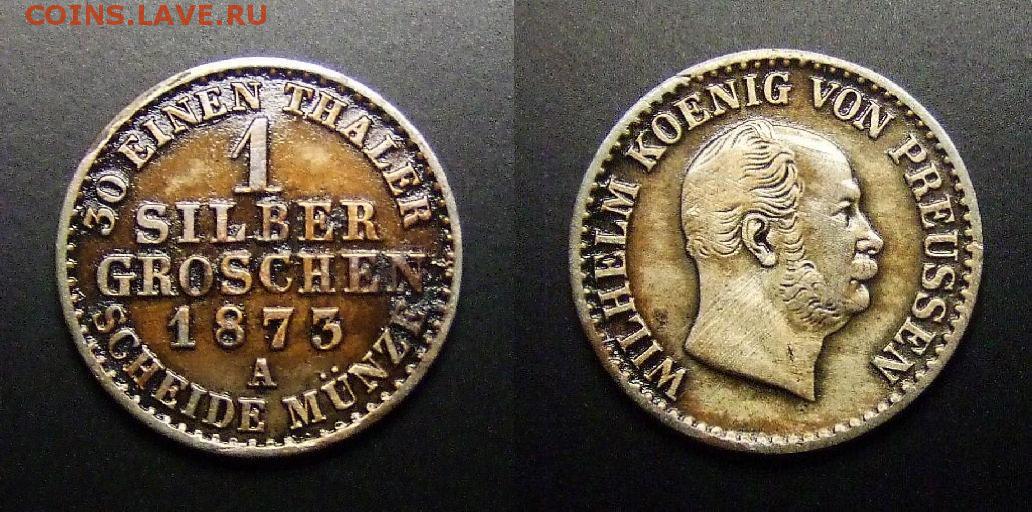 COINS.LAVE.RU
30 EINEN THALER
1
SILBER
GROSCHEN
1873
A
SCHEIDE MÜNZE
WILHELM KOENIG VON PREUSSEN